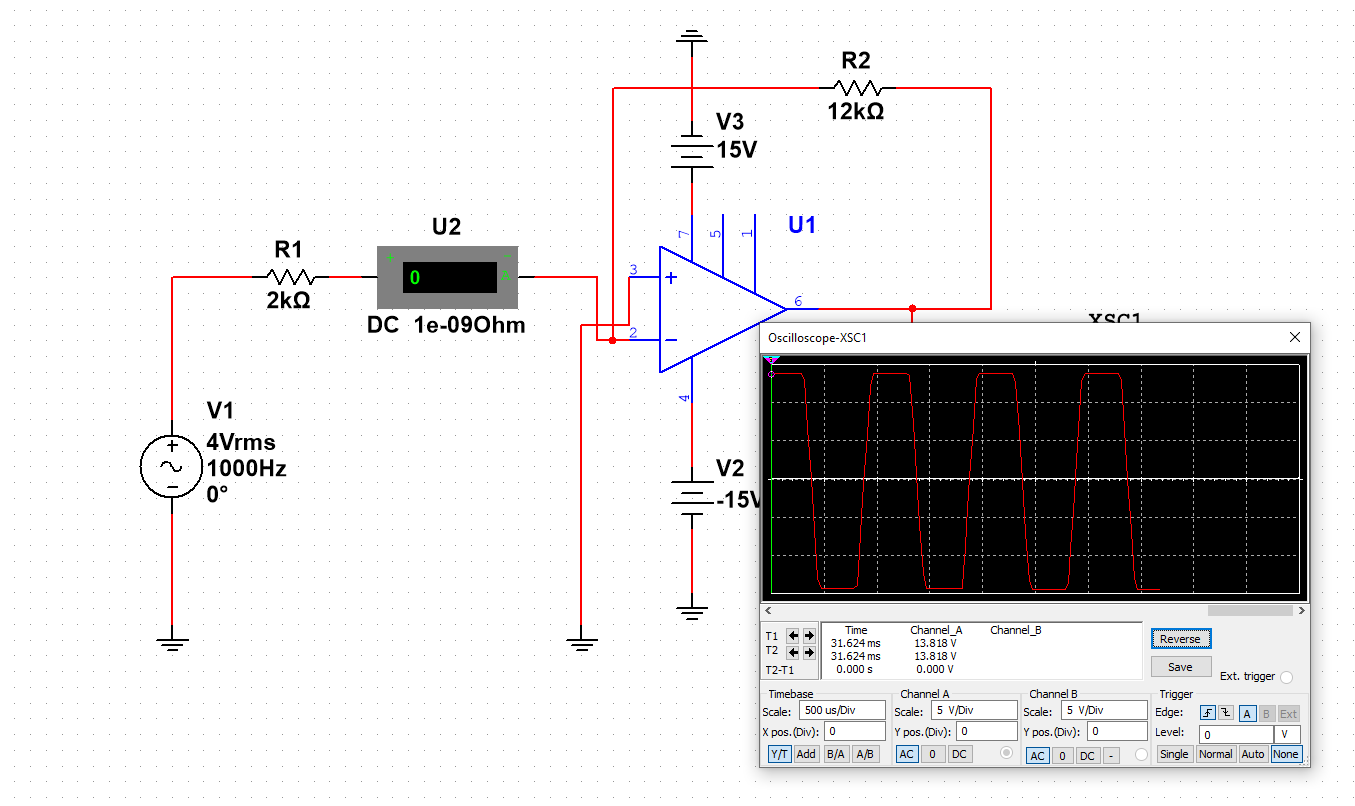 R2
12kΩ
V3
15V
U2
+
−
0
A
DC 1e-09Ohm
R1
2kΩ
U1
7
5
1
3
+
2
−
6
4
V1
4Vrms
1000Hz
0°
+
−
V2
-15V
XSC1
Oscilloscope-XSC1
T1
T2
T2-T1
Time Channel_A Channel_B
31.624 ms 13.818 V
31.624 ms 13.818 V
0.000 s 0.000 V
Reverse
Save
Ext. trigger
Timebase
Scale: 500 us/Div
X pos.(Div): 0
Y/T Add B/A A/B
Channel A
Scale: 5 V/Div
Y pos.(Div): 0
AC 0 DC
Channel B
Scale: 5 V/Div
Y pos.(Div): 0
AC 0 DC -
Trigger
Edge: A B Ext
Level: 0 V
Single Normal Auto None